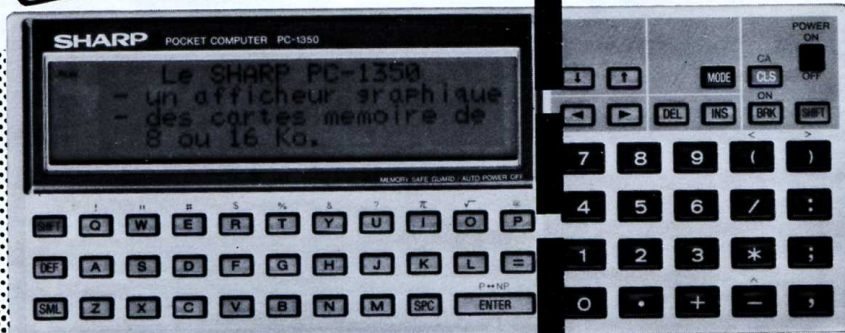 SHARP POCKET COMPUTER PC-1350
POWER
ON
OFF
RUN
Le SHARP PC-1350
- un afficheur graphique
- des cartes memoire de
8 ou 16 Ko.
MEMORY SAFE GUARD / AUTO POWER OFF
↓ ↑ MODE CA CLS
◄ ► DEL INS ON BRK SHIFT
< >
7 8 9 ( )
4 5 6 / :
1 2 3 * ;
^
0 • + − ,
! " # $ % & ? π √ @
SHIFT Q W E R T Y U I O P
DEF A S D F G H J K L =
P↔NP
SML Z X C V B N M SPC ENTER